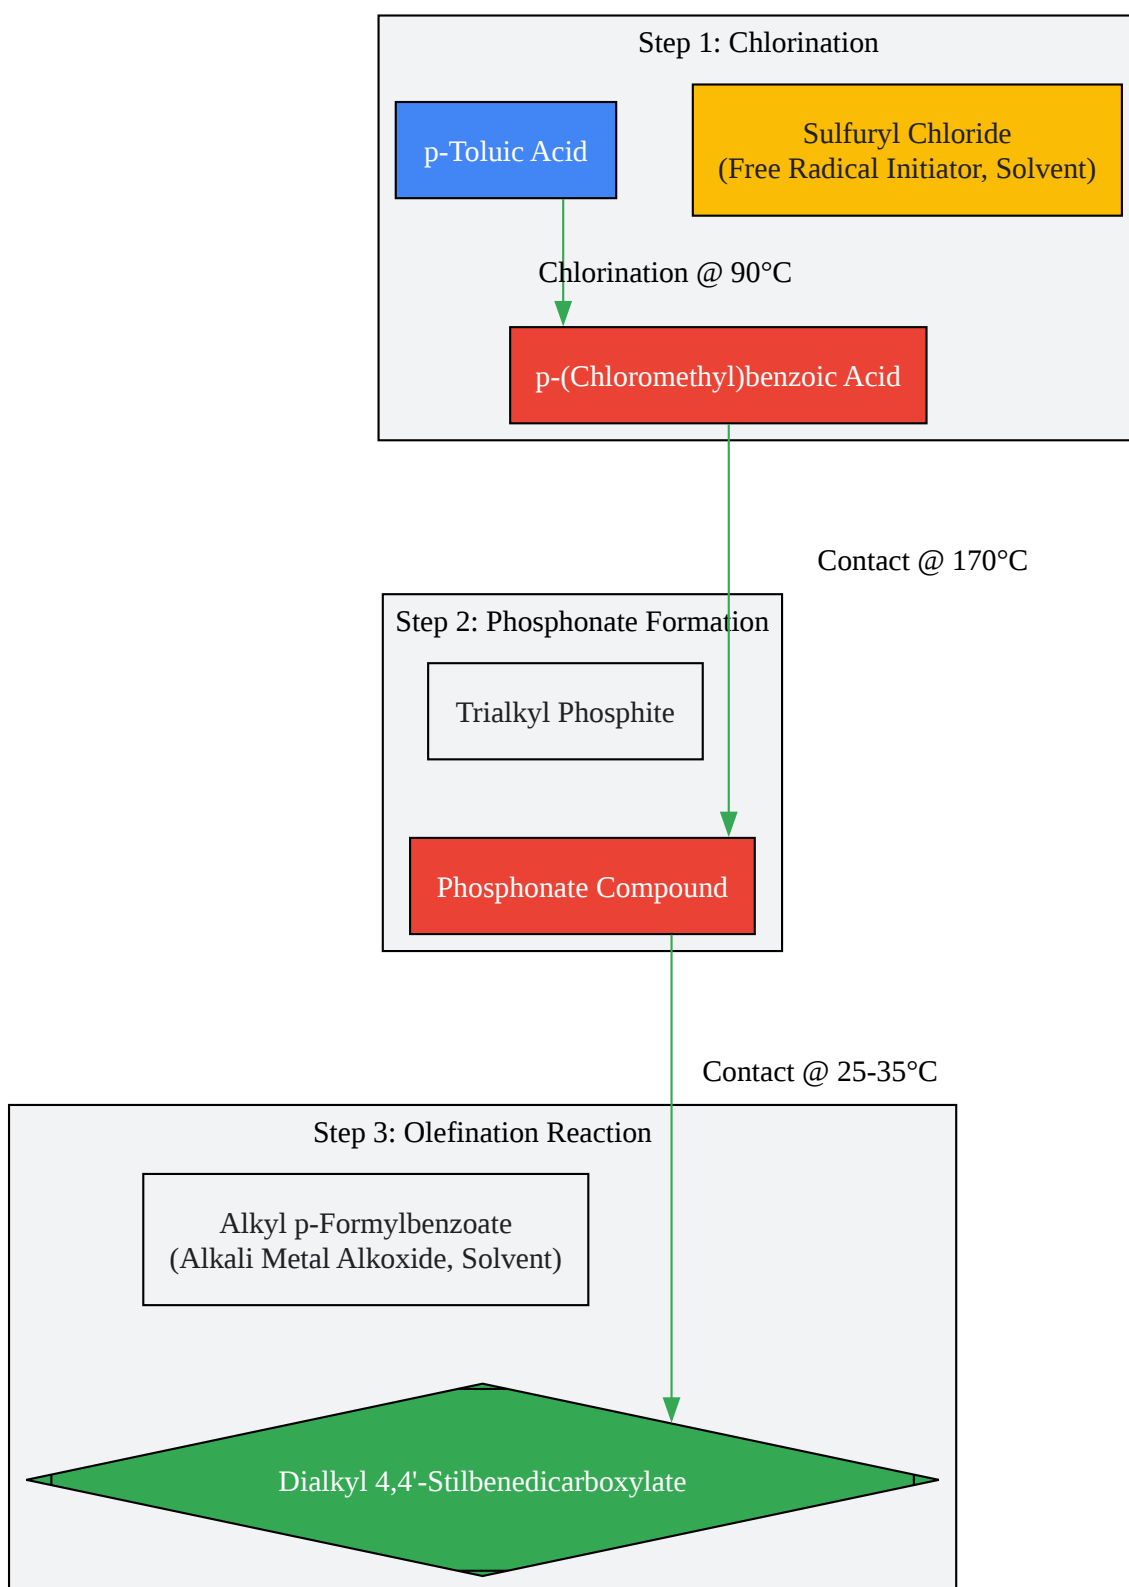 Step 1: Chlorination
p-Toluic Acid
Sulfuryl Chloride
(Free Radical Initiator, Solvent)
Chlorination @ 90°C
p-(Chloromethyl)benzoic Acid
Contact @ 170°C
Step 2: Phosphonate Formation
Trialkyl Phosphite
Phosphonate Compound
Contact @ 25-35°C
Step 3: Olefination Reaction
Alkyl p-Formylbenzoate
(Alkali Metal Alkoxide, Solvent)
Dialkyl 4,4'-Stilbenedicarboxylate